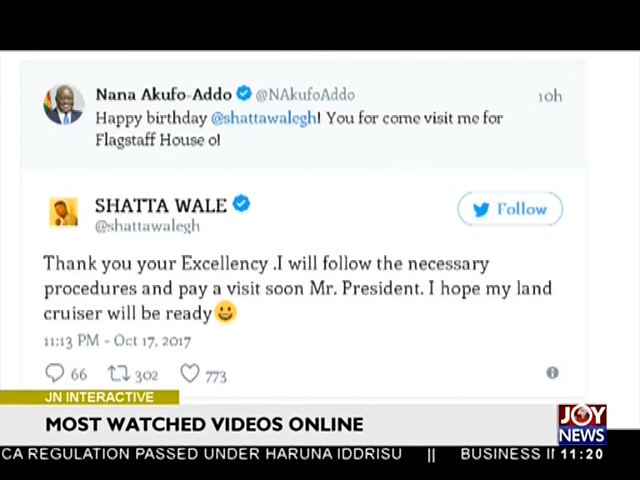 Nana Akufo-Addo @NAkufoAddo 10h
Happy birthday @shattawalegh! You for come visit me for
Flagstaff House o!
SHATTA WALE
@shattawalegh
Follow
Thank you your Excellency .I will follow the necessary
procedures and pay a visit soon Mr. President. I hope my land
cruiser will be ready😀
11:13 PM - Oct 17, 2017
66 302 773
JN INTERACTIVE
MOST WATCHED VIDEOS ONLINE
JOY
NEWS
CA REGULATION PASSED UNDER HARUNA IDDRISU || BUSINESS 11:20